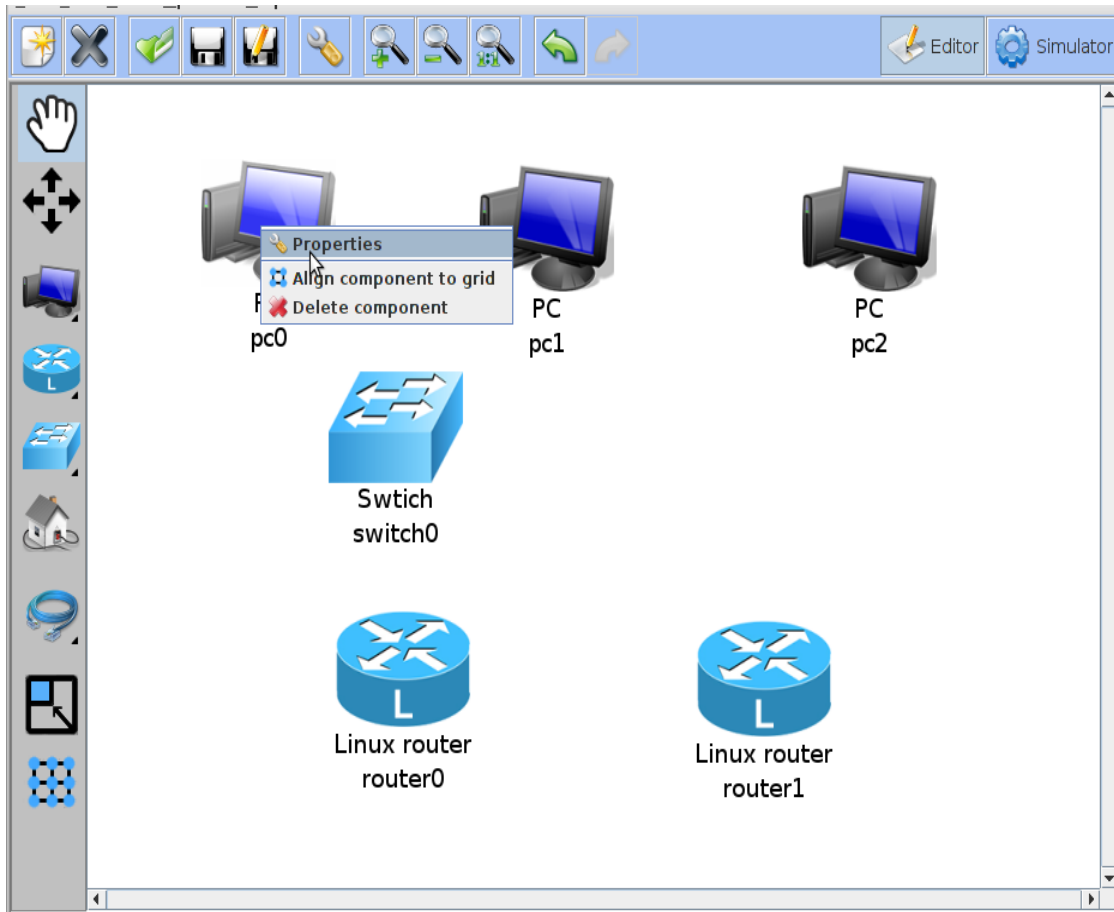 Editor
Simulator
Properties
Align component to grid
Delete component
pc0
PC
pc1
PC
pc2
Swtich
switch0
L
Linux router
router0
L
Linux router
router1
L